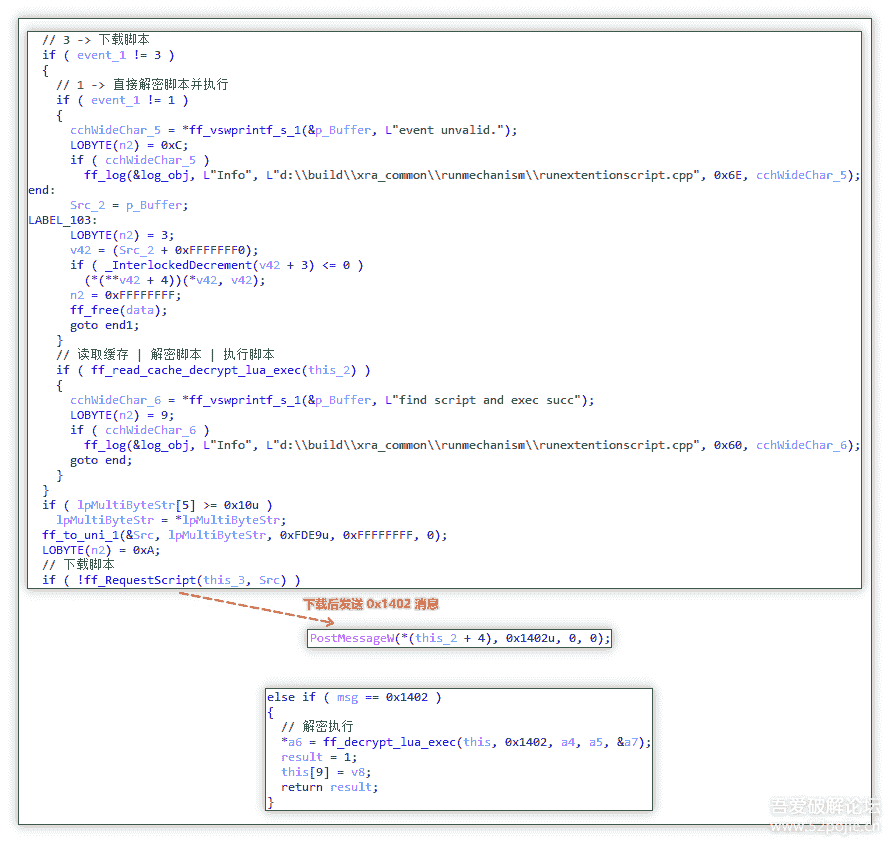 // 3 -> 下载脚本
if ( event_1 != 3 )
{
// 1 -> 直接解密脚本并执行
if ( event_1 != 1 )
{
cchWideChar_5 = *ff_vswprintf_s_1(&p_Buffer, L"event unvalid.");
LOBYTE(n2) = 0xC;
if ( cchWideChar_5 )
ff_log(&log_obj, L"Info", L"d:\\build\\xra_common\\runmechanism\\runextentionscript.cpp", 0x6E, cchWideChar_5);
end:
Src_2 = p_Buffer;
LABEL_103:
LOBYTE(n2) = 3;
v42 = (Src_2 + 0xFFFFFFF0);
if ( _InterlockedDecrement(v42 + 3) <= 0 )
(*(**v42 + 4))(*v42, v42);
n2 = 0xFFFFFFFF;
ff_free(data);
goto end1;
}
// 读取缓存 | 解密脚本 | 执行脚本
if ( ff_read_cache_decrypt_lua_exec(this_2) )
{
cchWideChar_6 = *ff_vswprintf_s_1(&p_Buffer, L"find script and exec succ");
LOBYTE(n2) = 9;
if ( cchWideChar_6 )
ff_log(&log_obj, L"Info", L"d:\\build\\xra_common\\runmechanism\\runextentionscript.cpp", 0x60, cchWideChar_6);
goto end;
}
}
if ( lpMultiByteStr[5] >= 0x10u )
lpMultiByteStr = *lpMultiByteStr;
ff_to_uni_1(&Src, lpMultiByteStr, 0xFDE9u, 0xFFFFFFFF, 0);
LOBYTE(n2) = 0xA;
// 下载脚本
if ( !ff_RequestScript(this_3, Src) )
下载后发送 0x1402 消息
PostMessageW(*(this_2 + 4), 0x1402u, 0, 0);
else if ( msg == 0x1402 )
{
// 解密执行
*a6 = ff_decrypt_lua_exec(this, 0x1402, a4, a5, &a7);
result = 1;
this[9] = v8;
return result;
}
吾爱破解论坛
www.52pojie.cn